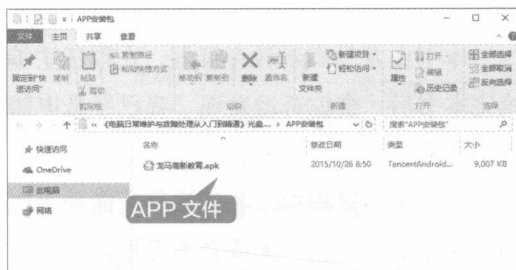 APP安装包
文件 主页 共享 查看
固定到"快速访问" 复制 粘贴 复制路径 粘贴快捷方式 剪切 移动到 复制到 删除 重命名 新建文件夹 新建项目 轻松访问 属性 打开 编辑 历史记录 全部选择 全部取消 反向选择
剪贴板 组织 新建 打开 选择
« 《电脑日常维护与故障处理从入门到精通》光盘... › APP安装包 搜索"APP安装包"
名称 修改日期 类型 大小
快速访问
龙马高新教育.apk 2015/10/26 8:50 TencentAndroid... 9,007 KB
OneDrive
此电脑
网络
APP 文件